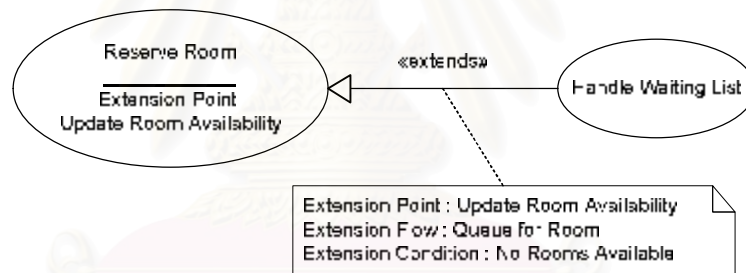 Reserve Room
Extension Point
Update Room Availability
«extends»
Handle Waiting List
Extension Point : Update Room Availability
Extension Flow : Queue for Room
Extension Condition : No Rooms Available